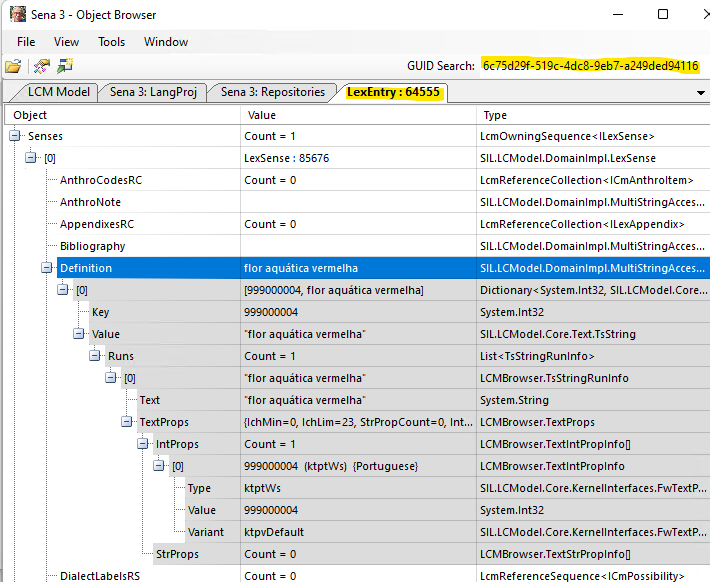 Sena 3 - Object Browser
File View Tools Window
GUID Search: 6c75d29f-519c-4dc8-9eb7-a249ded94116
LCM Model Sena 3: LangProj Sena 3: Repositories LexEntry : 64555
Object Value Type
Senses Count = 1 LcmOwningSequence<ILexSense>
[0] LexSense : 85676 SIL.LCModel.DomainImpl.LexSense
AnthroCodesRC Count = 0 LcmReferenceCollection<ICmAnthroItem>
AnthroNote SIL.LCModel.DomainImpl.MultiStringAcces...
AppendixesRC Count = 0 LcmReferenceCollection<ILexAppendix>
Bibliography SIL.LCModel.DomainImpl.MultiStringAcces...
Definition flor aquática vermelha SIL.LCModel.DomainImpl.MultiStringAcces...
[0] [999000004, flor aquática vermelha] Dictionary<System.Int32, SIL.LCModel.Core...
Key 999000004 System.Int32
Value "flor aquática vermelha" SIL.LCModel.Core.Text.TsString
Runs Count = 1 List<TsStringRunInfo>
[0] "flor aquática vermelha" LCMBrowser.TsStringRunInfo
Text "flor aquática vermelha" System.String
TextProps {IchMin=0, IchLim=23, StrPropCount=0, Int... LCMBrowser.TextProps
IntProps Count = 1 LCMBrowser.TextIntPropInfo[]
[0] 999000004 (ktptWs) {Portuguese} LCMBrowser.TextIntPropInfo
Type ktptWs SIL.LCModel.Core.KernelInterfaces.FwTextP...
Value 999000004 System.Int32
Variant ktpvDefault SIL.LCModel.Core.KernelInterfaces.FwTextP...
StrProps Count = 0 LCMBrowser.TextStrPropInfo[]
DialectLabelsRS Count = 0 LcmReferenceSequence<ICmPossibility>